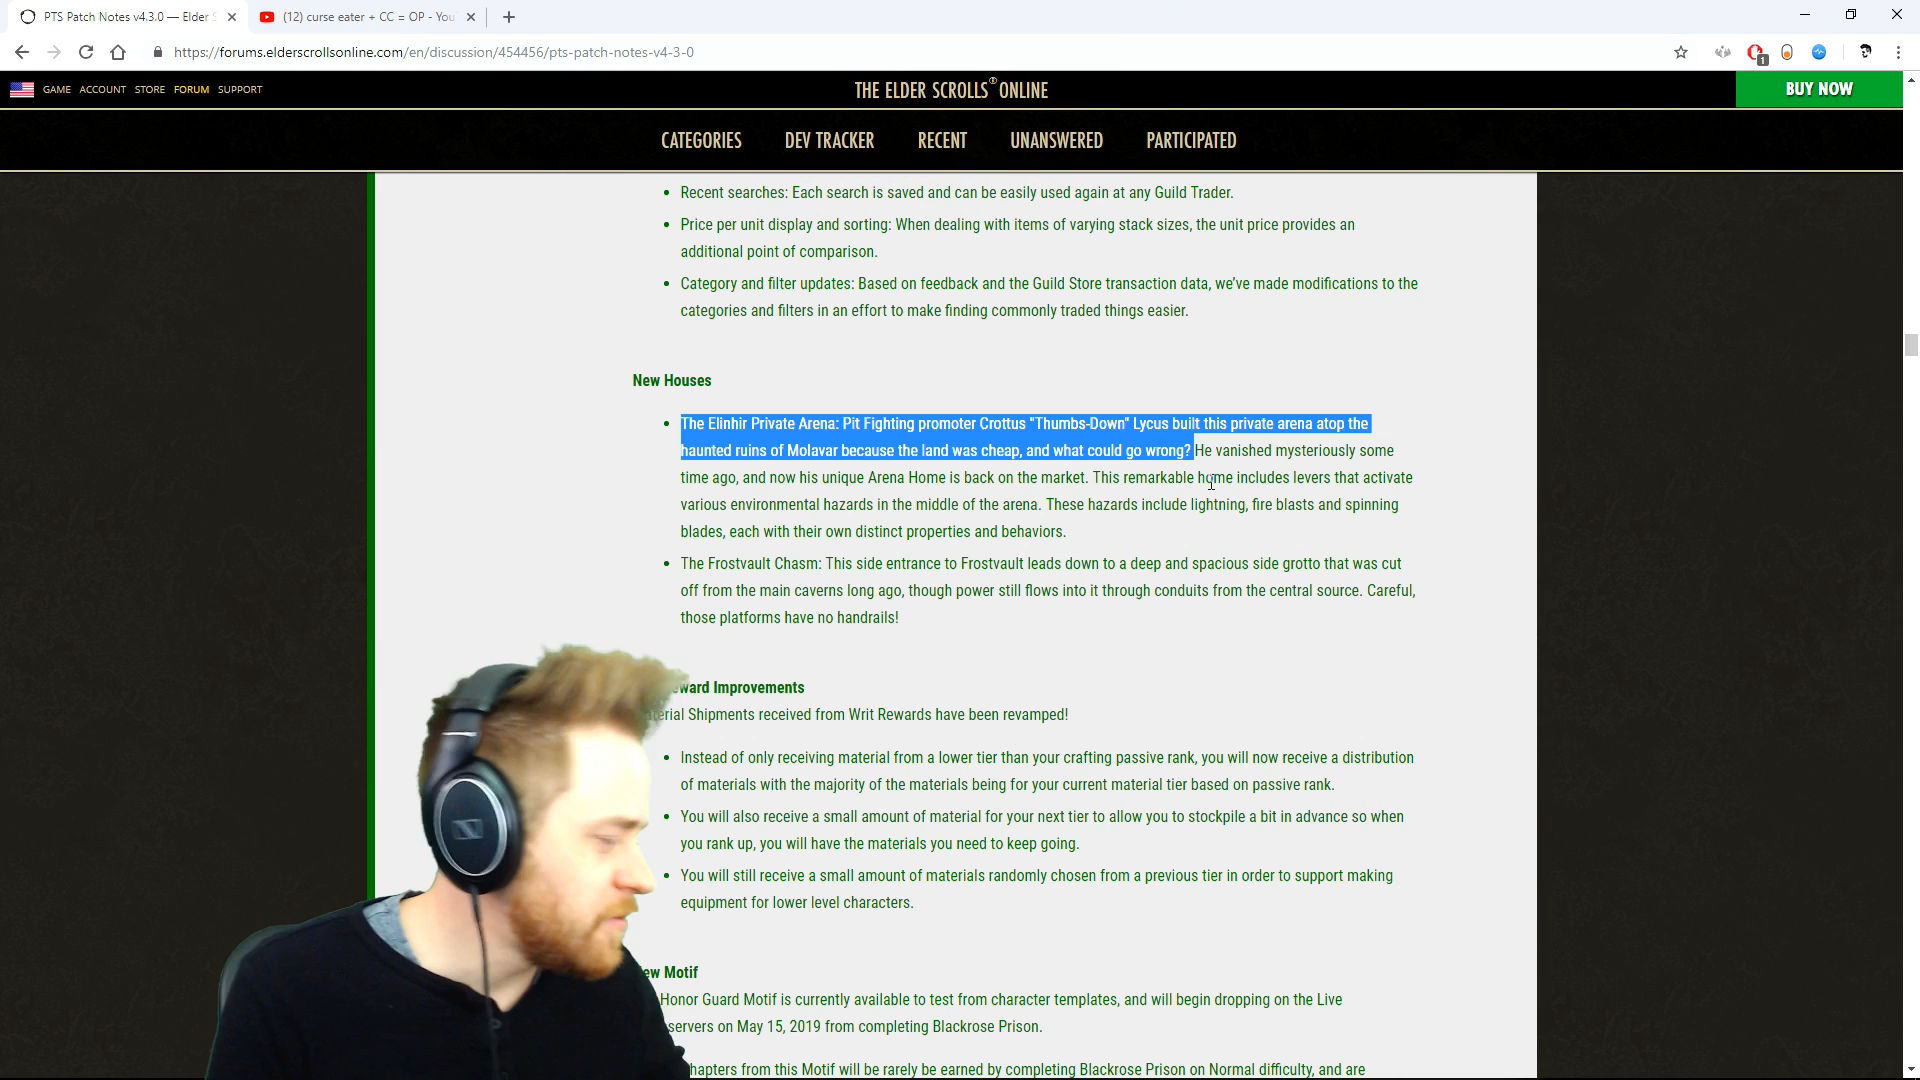 PTS Patch Notes v4.3.0 — Elder
(12) curse eater + CC = OP - You
https://forums.elderscrollsonline.com/en/discussion/454456/pts-patch-notes-v4-3-0
1
GAME ACCOUNT STORE FORUM SUPPORT
THE ELDER SCROLLS ONLINE
BUY NOW
CATEGORIES DEV TRACKER RECENT UNANSWERED PARTICIPATED
Recent searches: Each search is saved and can be easily used again at any Guild Trader.
Price per unit display and sorting: When dealing with items of varying stack sizes, the unit price provides an
additional point of comparison.
Category and filter updates: Based on feedback and the Guild Store transaction data, we've made modifications to the
categories and filters in an effort to make finding commonly traded things easier.
New Houses
The Elinhir Private Arena: Pit Fighting promoter Crottus "Thumbs-Down" Lycus built this private arena atop the
haunted ruins of Molavar because the land was cheap, and what could go wrong? He vanished mysteriously some
time ago, and now his unique Arena Home is back on the market. This remarkable home includes levers that activate
various environmental hazards in the middle of the arena. These hazards include lightning, fire blasts and spinning
blades, each with their own distinct properties and behaviors.
The Frostvault Chasm: This side entrance to Frostvault leads down to a deep and spacious side grotto that was cut
off from the main caverns long ago, though power still flows into it through conduits from the central source. Careful,
those platforms have no handrails!
eward Improvements
aterial Shipments received from Writ Rewards have been revamped!
Instead of only receiving material from a lower tier than your crafting passive rank, you will now receive a distribution
of materials with the majority of the materials being for your current material tier based on passive rank.
You will also receive a small amount of material for your next tier to allow you to stockpile a bit in advance so when
you rank up, you will have the materials you need to keep going.
You will still receive a small amount of materials randomly chosen from a previous tier in order to support making
equipment for lower level characters.
ew Motif
Honor Guard Motif is currently available to test from character templates, and will begin dropping on the Live
servers on May 15, 2019 from completing Blackrose Prison.
hapters from this Motif will be rarely be earned by completing Blackrose Prison on Normal difficulty, and are